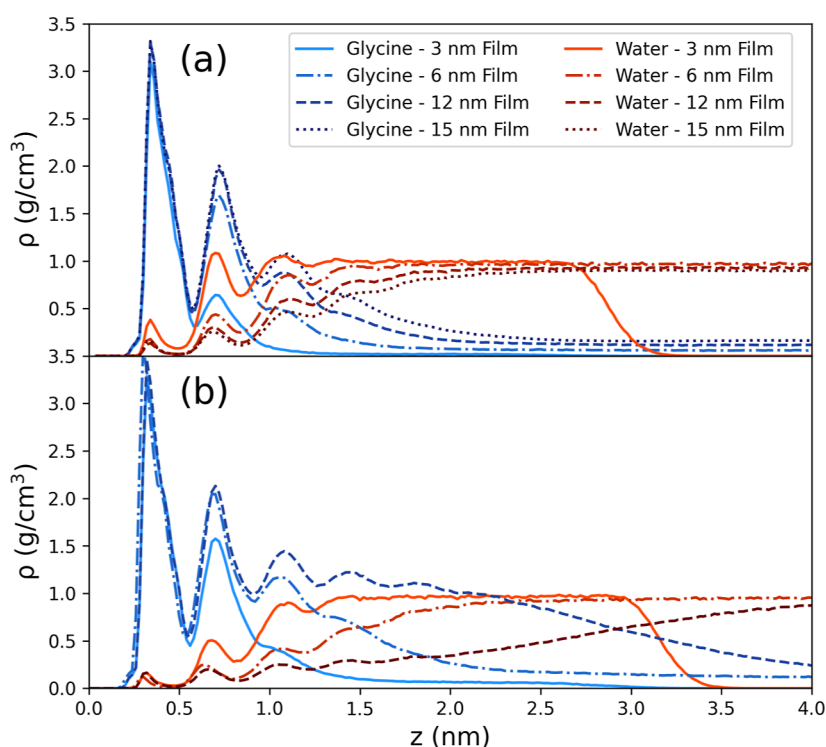 3.5
3.0
2.5
2.0
1.5
1.0
0.5
ρ (g/cm³)
(a)
Glycine - 3 nm Film
Glycine - 6 nm Film
Glycine - 12 nm Film
Glycine - 15 nm Film
Water - 3 nm Film
Water - 6 nm Film
Water - 12 nm Film
Water - 15 nm Film
3.5
3.0
2.5
2.0
1.5
1.0
0.5
0.0
ρ (g/cm³)
(b)
0.0 0.5 1.0 1.5 2.0 2.5 3.0 3.5 4.0
z (nm)